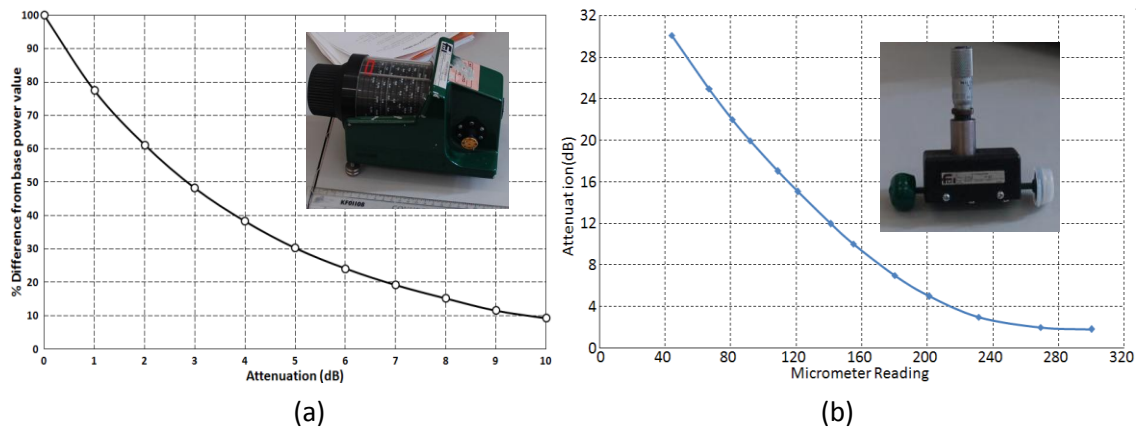 100
90
80
70
60
50
40
30
20
10
0
% Difference from base power value
0 1 2 3 4 5 6 7 8 9 10
Attenuation (dB)
(a)
32
28
24
20
16
12
8
4
0
Attenuation(dB)
0 40 80 120 160 200 240 280 320
Micrometer Reading
(b)